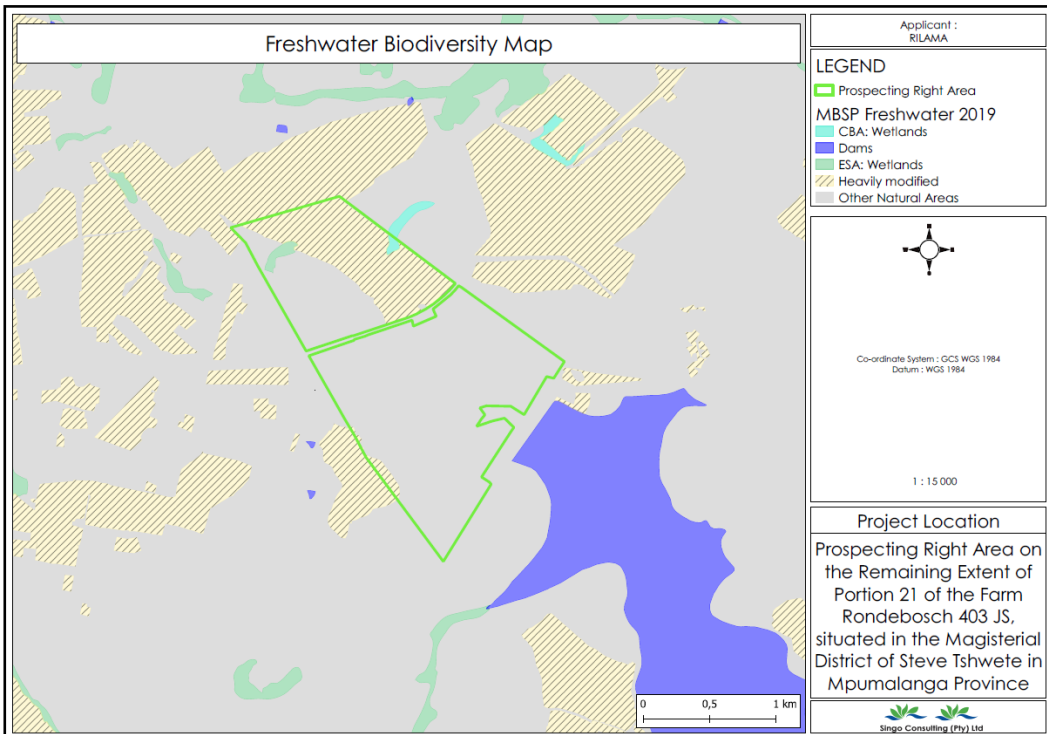 Freshwater Biodiversity Map
Applicant :
RILAMA
LEGEND
Prospecting Right Area
MBSP Freshwater 2019
CBA: Wetlands
Dams
ESA: Wetlands
Heavily modified
Other Natural Areas
Co-ordinate System : GCS WGS 1984
Datum : WGS 1984
1 : 15 000
Project Location
Prospecting Right Area on
the Remaining Extent of
Portion 21 of the Farm
Rondebosch 403 JS,
situated in the Magisterial
District of Steve Tshwete in
Mpumalanga Province
0 0,5 1 km
Singo Consulting (Pty) Ltd